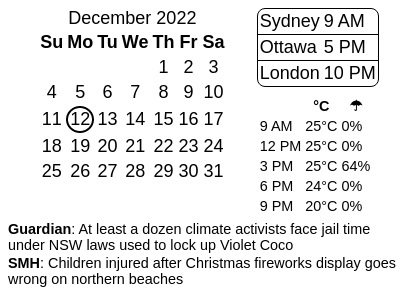 December 2022
Su Mo Tu We Th Fr Sa
1 2 3
4 5 6 7 8 9 10
11 12 13 14 15 16 17
18 19 20 21 22 23 24
25 26 27 28 29 30 31
Sydney 9 AM
Ottawa 5 PM
London 10 PM
°C ☂
9 AM 25°C 0%
12 PM 25°C 0%
3 PM 25°C 64%
6 PM 24°C 0%
9 PM 20°C 0%
Guardian: At least a dozen climate activists face jail time
under NSW laws used to lock up Violet Coco
SMH: Children injured after Christmas fireworks display goes
wrong on northern beaches